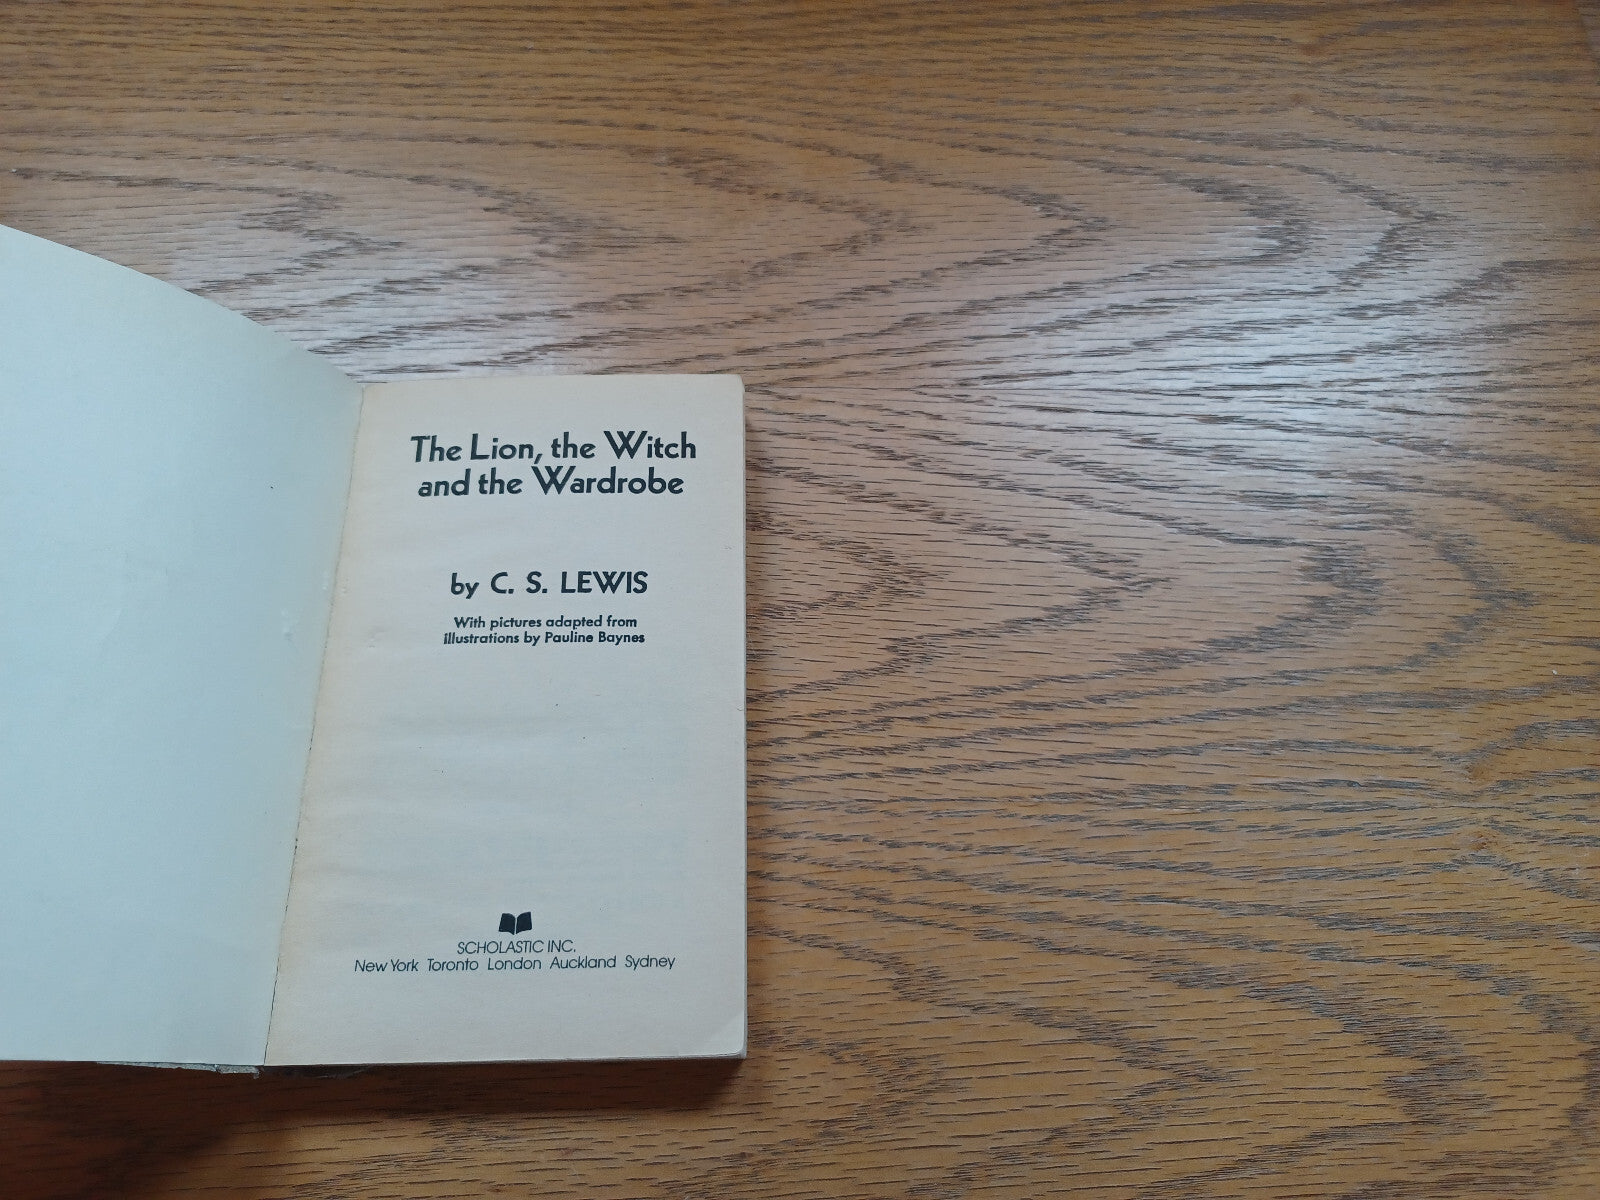 The Lion, the Witch
and the Wardrobe
by C. S. LEWIS
With pictures adapted from
illustrations by Pauline Baynes
SCHOLASTIC INC.
New York Toronto London Auckland Sydney